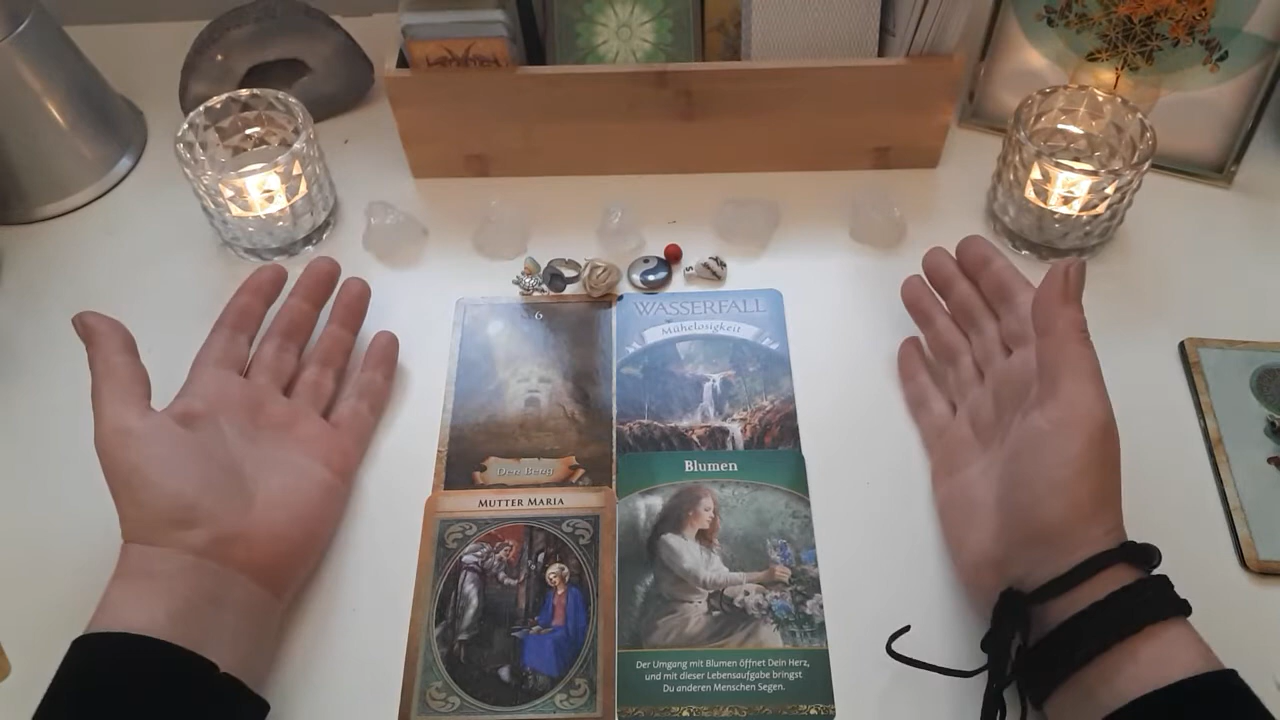 6
Der Berg
WASSERFALL
Mühelosigkeit
MUTTER MARIA
Blumen
Der Umgang mit Blumen öffnet Dein Herz,
und mit dieser Lebensaufgabe bringst
Du anderen Menschen Segen.